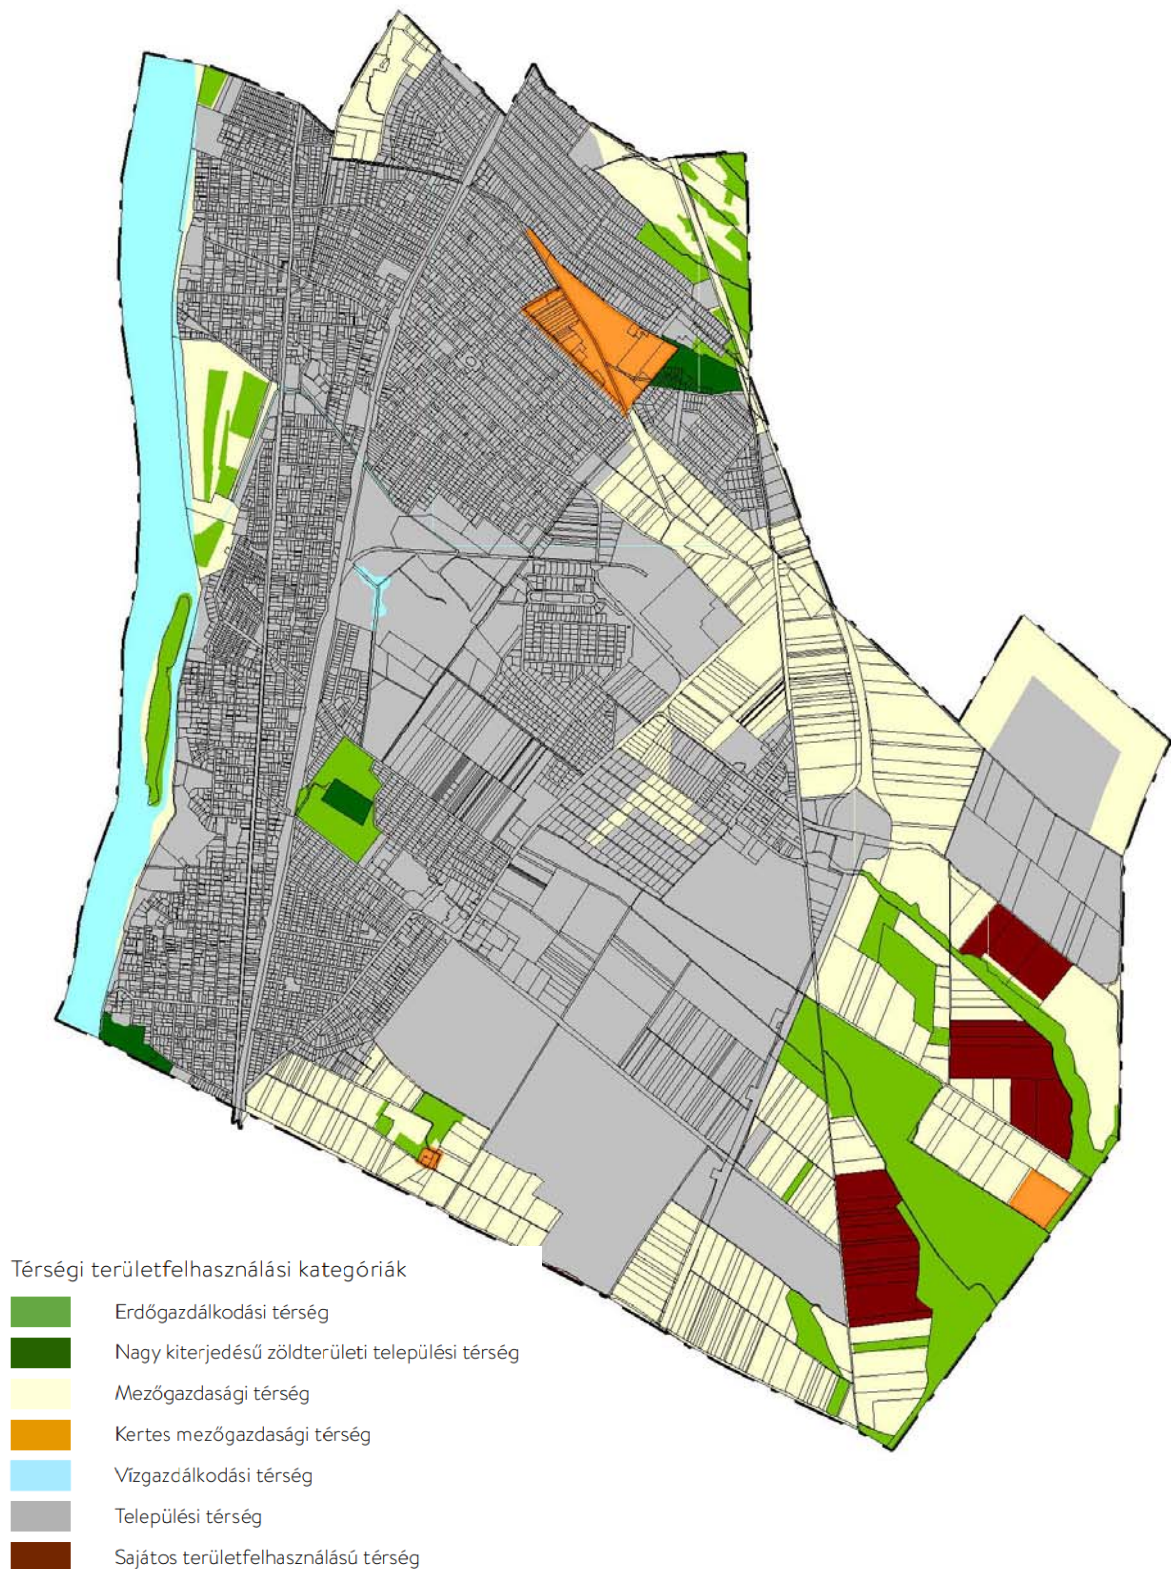 Térségi területfelhasználási kategóriák
Erdőgazdálkodási térség
Nagy kiterjedésű zöldterületi települési térség
Mezőgazdasági térség
Kertes mezőgazdasági térség
Vízgazdálkodási térség
Települési térség
Sajátos területfelhasználású térség